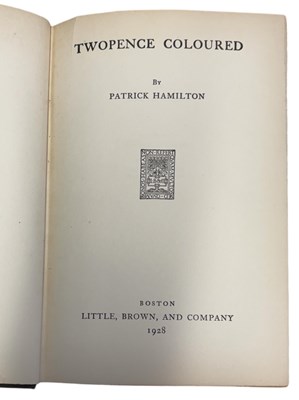 TWOPENCE COLOURED
BY
PATRICK HAMILTON
BOSTON
LITTLE, BROWN, AND COMPANY
1928